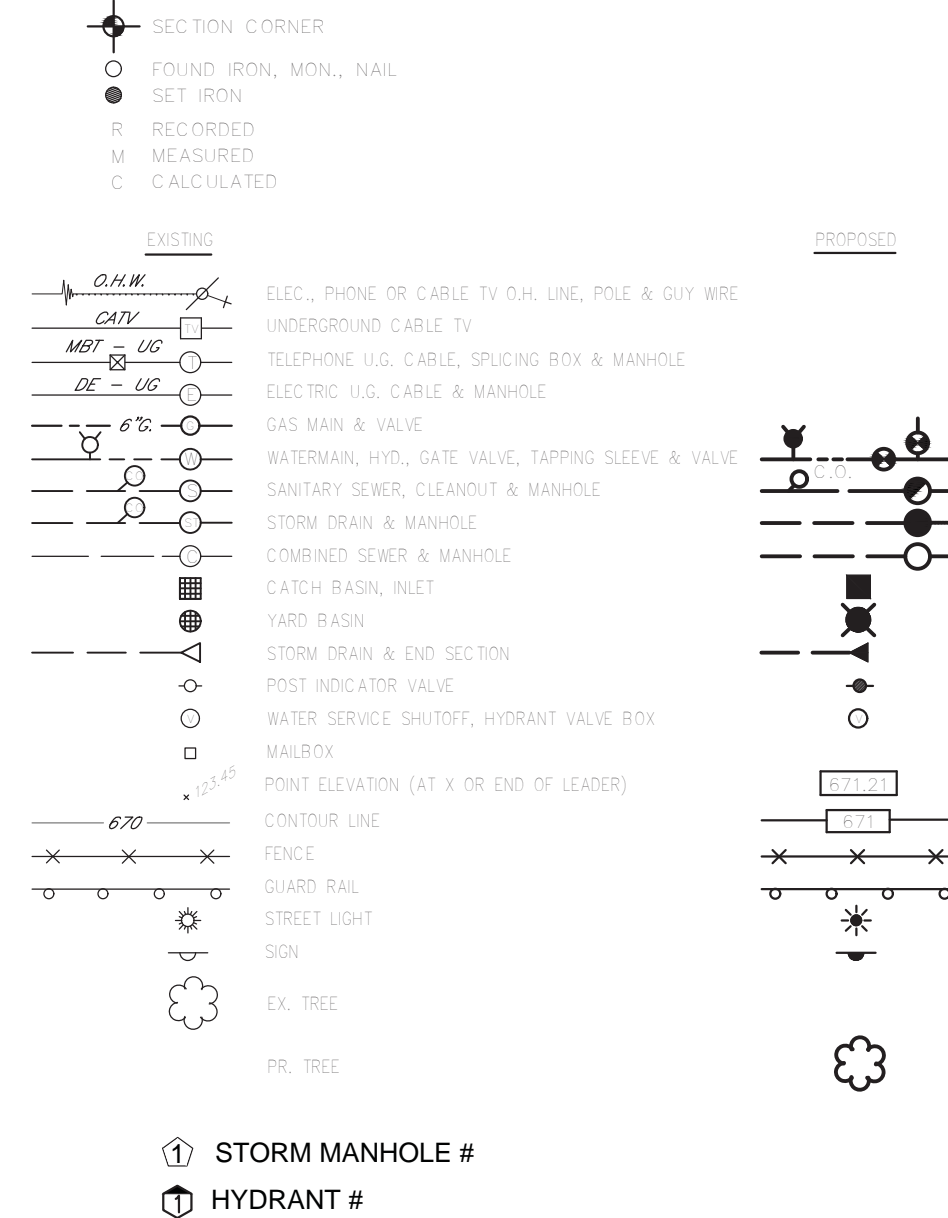 SECTION CORNER
FOUND IRON, MON., NAIL
SET IRON
R RECORDED
M MEASURED
C CALCULATED
EXISTING PROPOSED
O.H.W. ELEC., PHONE OR CABLE TV O.H. LINE, POLE & GUY WIRE
CATV TV UNDERGROUND CABLE TV
MBT - UG T TELEPHONE U.G. CABLE, SPLICING BOX & MANHOLE
DE - UG E ELECTRIC U.G. CABLE & MANHOLE
6"G. G GAS MAIN & VALVE
W WATERMAIN, HYD., GATE VALVE, TAPPING SLEEVE & VALVE
CO S SANITARY SEWER, CLEANOUT & MANHOLE C.O.
CO ST STORM DRAIN & MANHOLE
C COMBINED SEWER & MANHOLE
CATCH BASIN, INLET
YARD BASIN
STORM DRAIN & END SECTION
POST INDICATOR VALVE
V WATER SERVICE SHUTOFF, HYDRANT VALVE BOX V
MAILBOX
x 123.45 POINT ELEVATION (AT X OR END OF LEADER) 671.21
670 CONTOUR LINE 671
FENCE
GUARD RAIL
STREET LIGHT
SIGN
EX. TREE
PR. TREE
1 STORM MANHOLE #
1 HYDRANT #